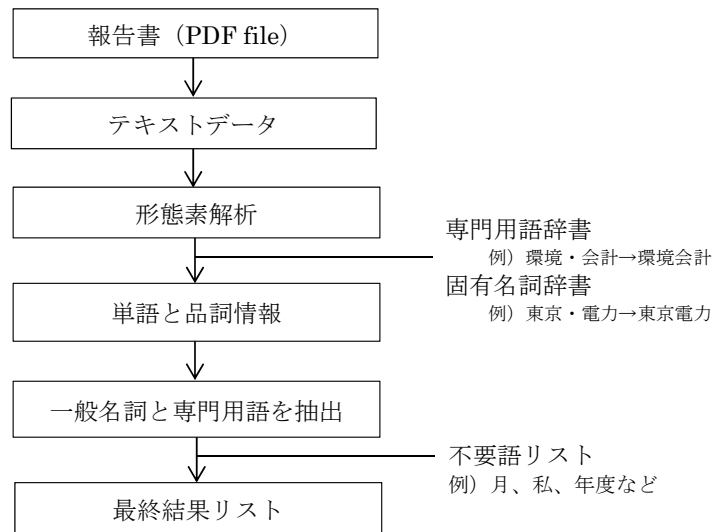 報告書（PDF file）
テキストデータ
形態素解析
専門用語辞書
例）環境・会計→環境会計
固有名詞辞書
例）東京・電力→東京電力
単語と品詞情報
一般名詞と専門用語を抽出
不要語リスト
例）月、私、年度など
最終結果リスト